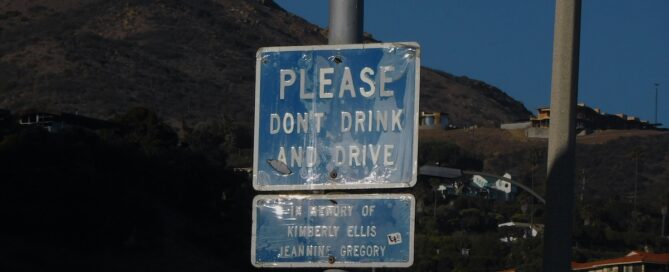 PLEASE
DONT DRINK
AND DRIVE
IN MEMORY OF
KIMBERLY ELLIS
JEANNINE GREGORY